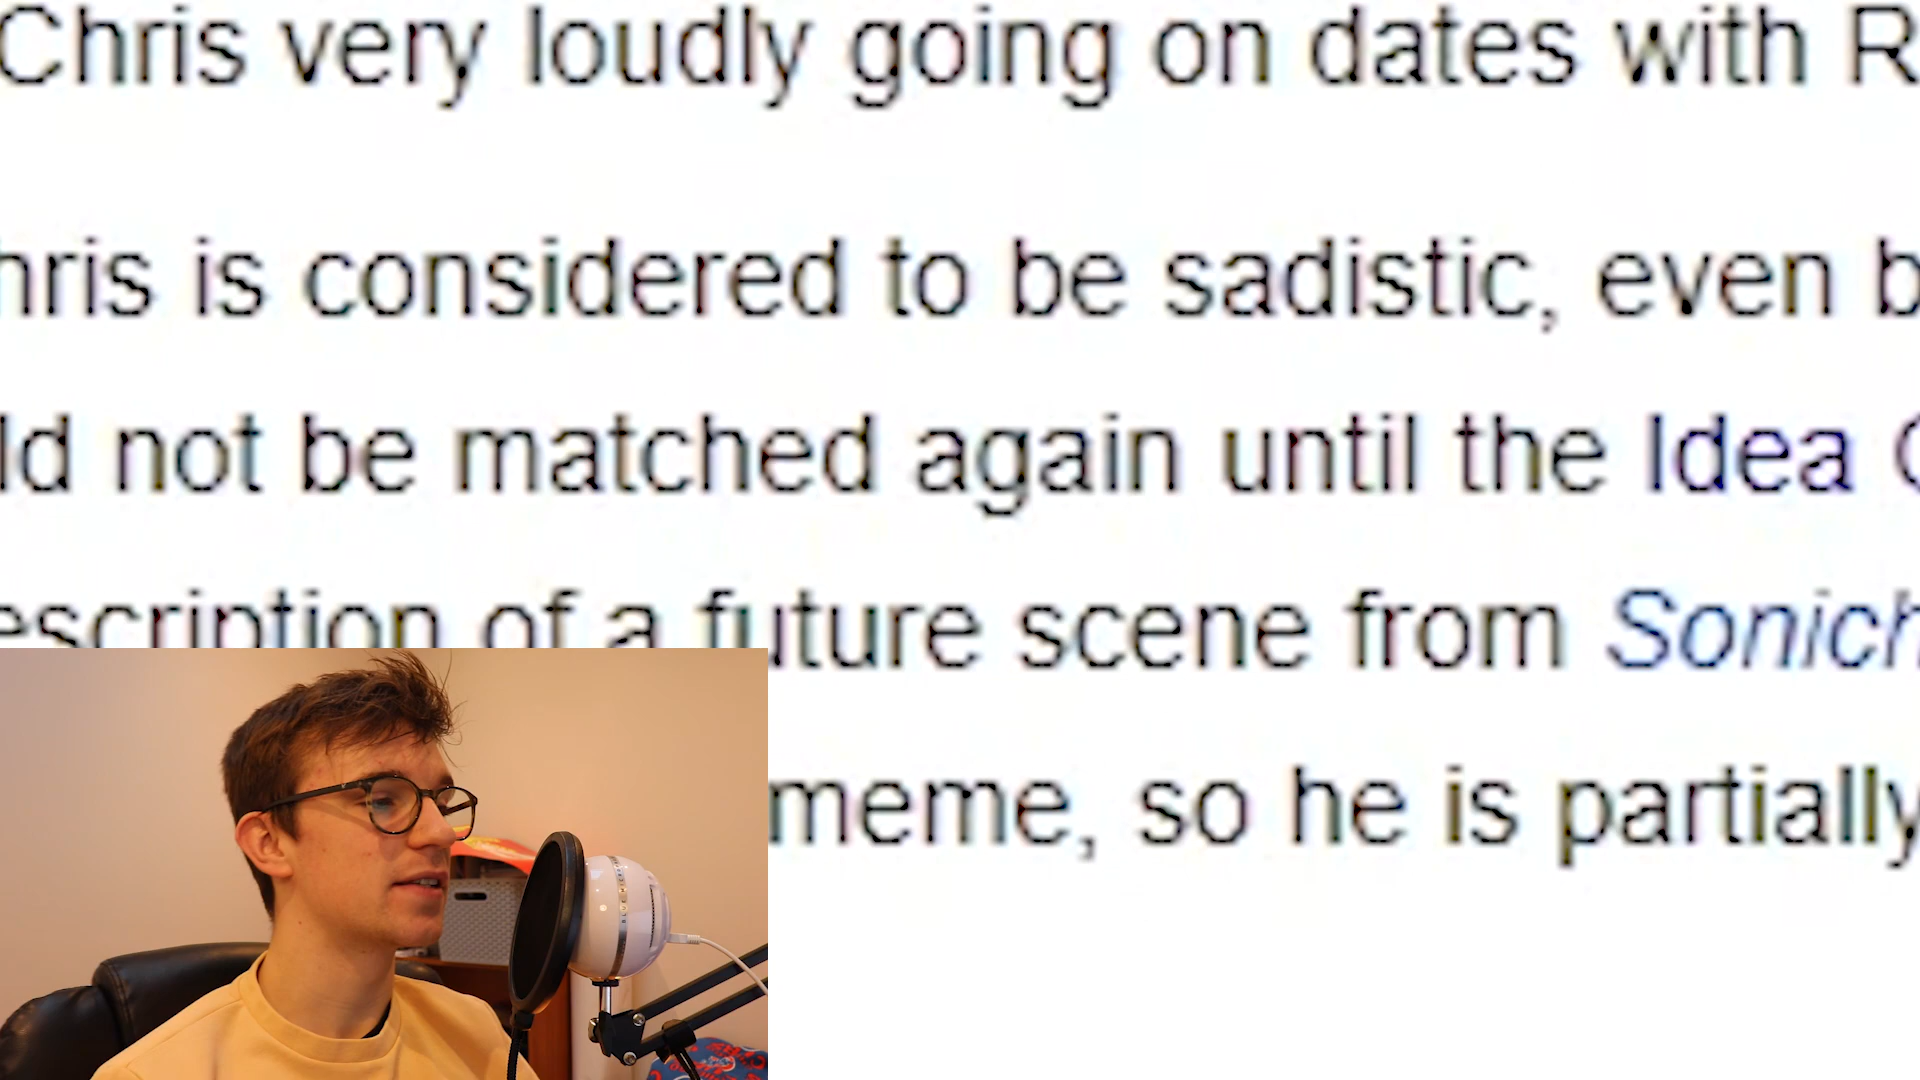 Chris very loudly going on dates with R
hris is considered to be sadistic, even b
ld not be matched again until the Idea
escription of a future scene from Sonich
meme, so he is partially